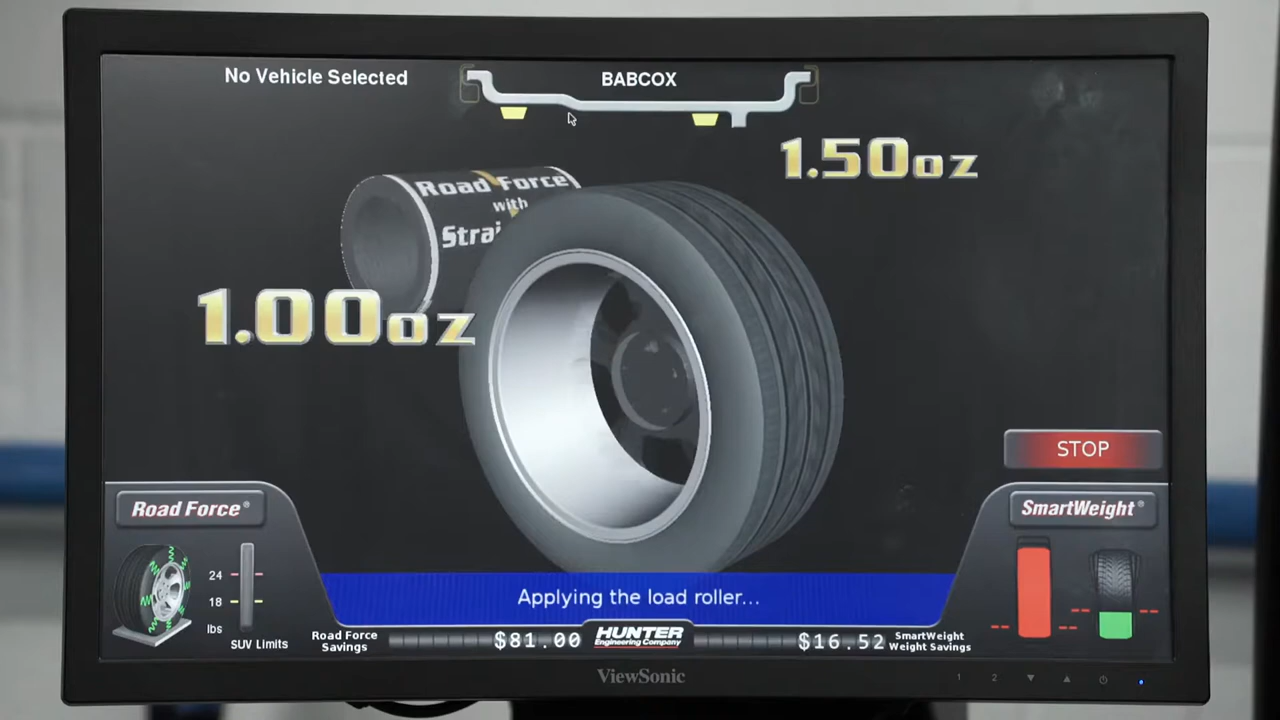 No Vehicle Selected
BABCOX
1.50oz
Road Force®
with
1.00oz
STOP
Road Force®
SmartWeight®
24
18
lbs
SUV Limits
Applying the load roller...
Road Force
Savings
$81.00
HUNTER
Engineering Company
$16.52
SmartWeight
Weight Savings
ViewSonic
1
2